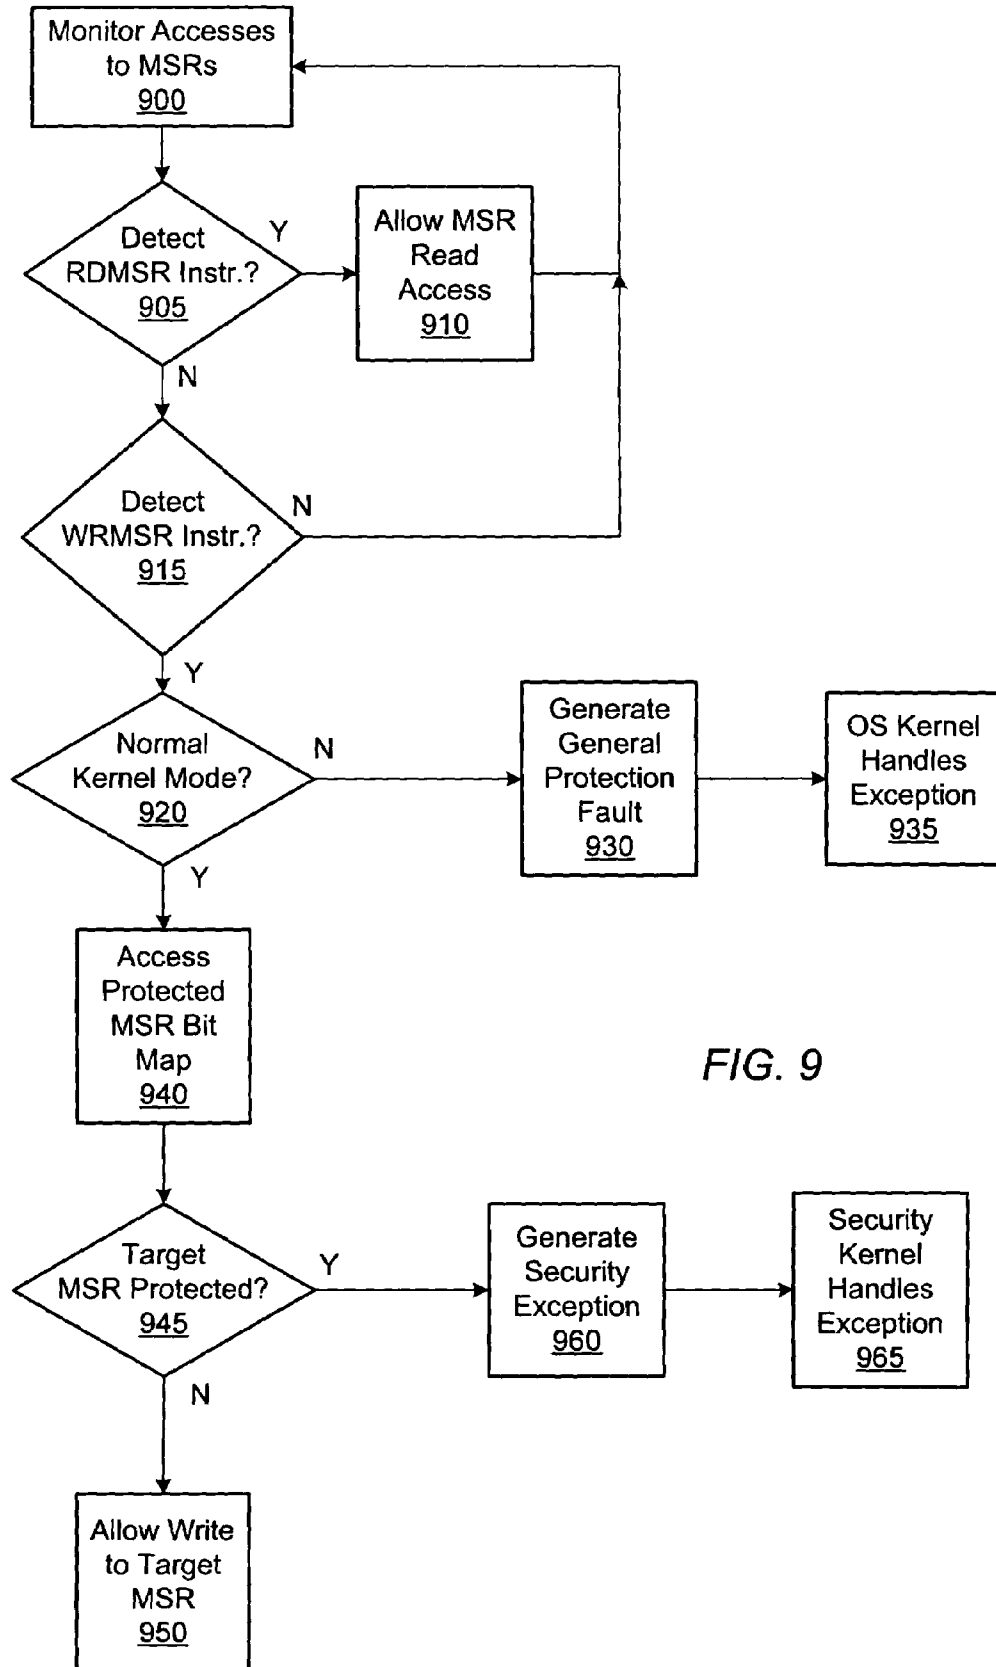 Monitor Accesses
to MSRs
900
Detect
RDMSR Instr.?
905
Y
Allow MSR
Read
Access
910
N
Detect
WRMSR Instr.?
915
N
Y
Normal
Kernel Mode?
920
N
Generate
General
Protection
Fault
930
OS Kernel
Handles
Exception
935
Y
Access
Protected
MSR Bit
Map
940
FIG. 9
Target
MSR Protected?
945
Y
Generate
Security
Exception
960
Security
Kernel
Handles
Exception
965
N
Allow Write
to Target
MSR
950